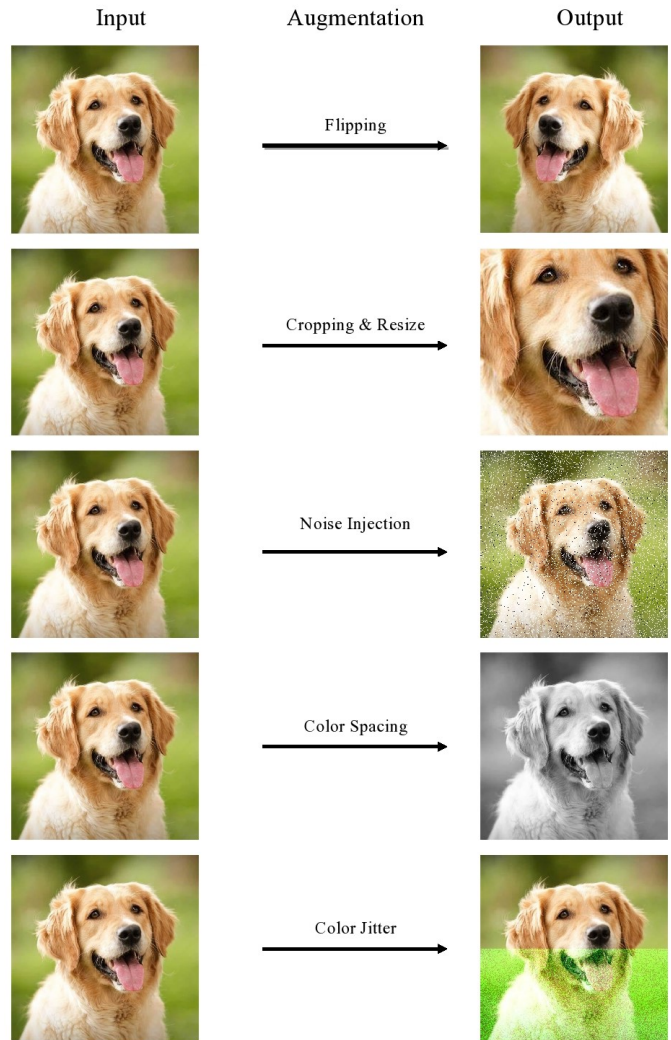 Input Augmentation Output
Flipping
Cropping & Resize
Noise Injection
Color Spacing
Color Jitter